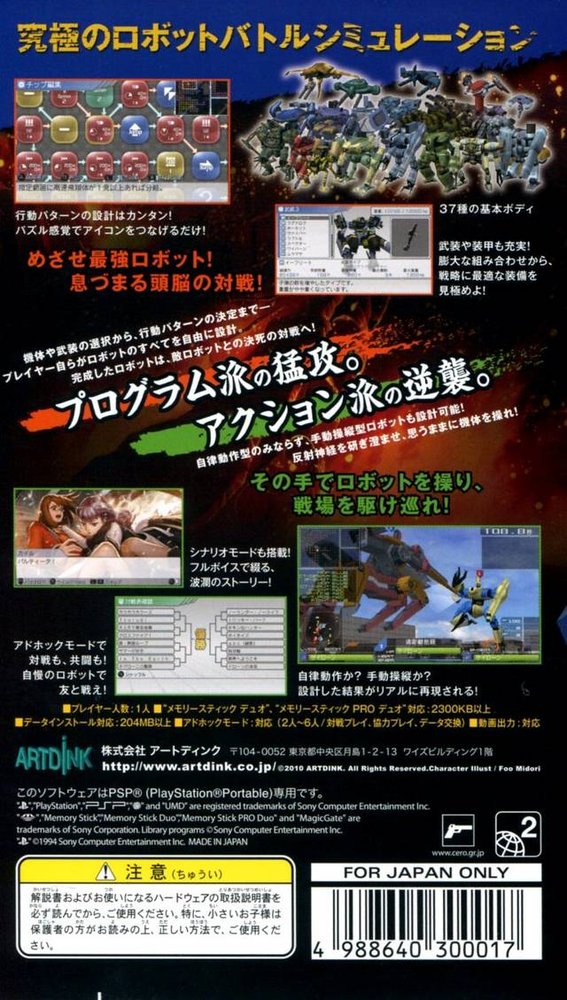 究極のロボットバトルシミュレーション
チップ編集
指定範囲に高速飛翔体が1発以上あれば分岐。
行動パターンの設計はカンタン！
パズル感覚でアイコンをつなげるだけ！
37種の基本ボディ
武装や装甲も充実！
膨大な組み合わせから、
戦略に最適な装備を
見極めよ！
めざせ最強ロボット！
息づまる頭脳の対戦！
機体や武装の選択から、行動パターンの決定まで―
プレイヤー自らがロボットのすべてを自由に設計。
完成したロボットは、敵ロボットとの決死の対戦へ！
プログラム派の猛攻。
アクション派の逆襲。
自律動作型のみならず、手動操縦型ロボットも設計可能！
反射神経を研ぎ澄ませ、思うままに機体を操れ！
その手でロボットを操り、
戦場を駆け巡れ！
108.8秒
シナリオモードも搭載！
フルボイスで綴る、
波瀾のストーリー！
アドホックモードで
対戦も、共闘も！
自慢のロボットで
友と戦え！
自律動作か？ 手動操縦か？
設計した結果がリアルに再現される！
■プレイヤー人数：1人 ■"メモリースティック デュオ"、"メモリースティック PRO デュオ"対応：2300KB以上
■データインストール対応：204MB以上 ■アドホックモード：対応（2人～6人／対戦プレイ、協力プレイ、データ交換） ■動画出力：対応
ARTDINK 株式会社 アートディンク 〒104-0052 東京都中央区月島1-2-13 ワイズビルディング1階
http://www.artdink.co.jp/ ©2010 ARTDINK. All Rights Reserved.Character Illust / Foo Midori
このソフトウェアはPSP®（PlayStation®Portable）専用です。
"PlayStation", "PSP", and "UMD" are registered trademarks of Sony Computer Entertainment Inc.
"Memory Stick","Memory Stick Duo","Memory Stick PRO Duo" and "MagicGate" are
trademarks of Sony Corporation. Library programs ©Sony Computer Entertainment Inc.
©1994 Sony Computer Entertainment Inc. MADE IN JAPAN
www.cero.gr.jp
2
注意（ちゅうい）
解説書およびお使いになるハードウェアの取扱説明書を
必ず読んでから、ご使用ください。特に、小さいお子様は
保護者の方がお読みの上、正しい方法で、ご使用ください。
FOR JAPAN ONLY
4 988640 300017